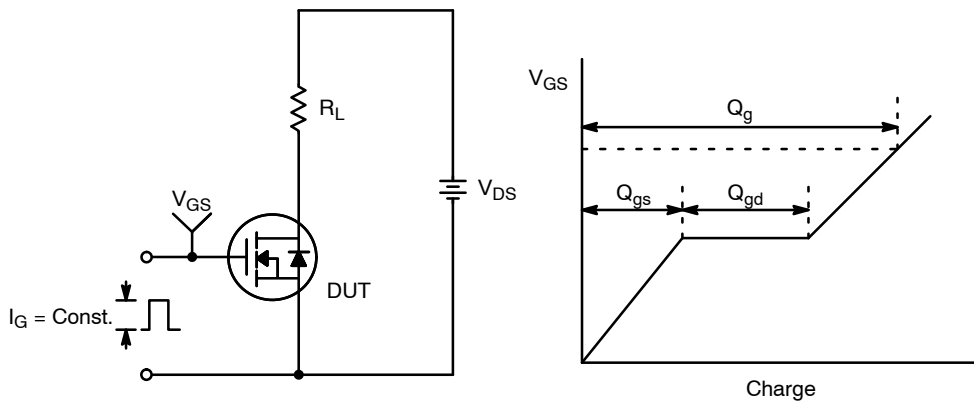 R_L
V_GS
V_DS
DUT
I_G = Const.
V_GS
Q_g
Q_gs
Q_gd
Charge